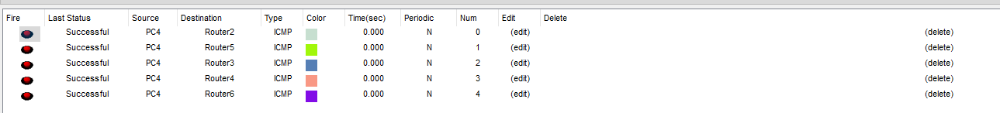 Fire Last Status Source Destination Type Color Time(sec) Periodic Num Edit Delete
Successful PC4 Router2 ICMP 0.000 N 0 (edit) (delete)
Successful PC4 Router5 ICMP 0.000 N 1 (edit) (delete)
Successful PC4 Router3 ICMP 0.000 N 2 (edit) (delete)
Successful PC4 Router4 ICMP 0.000 N 3 (edit) (delete)
Successful PC4 Router6 ICMP 0.000 N 4 (edit) (delete)